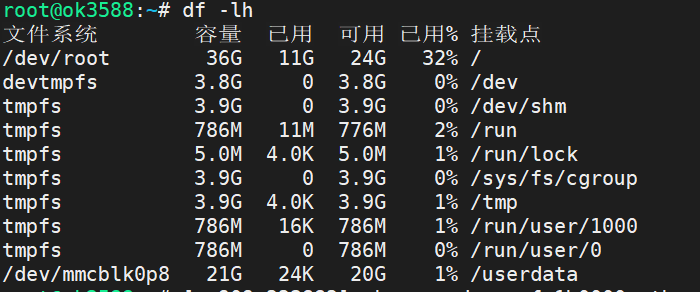 root@ok3588:~# df -lh
文件系统 容量 已用 可用 已用% 挂载点
/dev/root 36G 11G 24G 32% /
devtmpfs 3.8G 0 3.8G 0% /dev
tmpfs 3.9G 0 3.9G 0% /dev/shm
tmpfs 786M 11M 776M 2% /run
tmpfs 5.0M 4.0K 5.0M 1% /run/lock
tmpfs 3.9G 0 3.9G 0% /sys/fs/cgroup
tmpfs 3.9G 4.0K 3.9G 1% /tmp
tmpfs 786M 16K 786M 1% /run/user/1000
tmpfs 786M 0 786M 0% /run/user/0
/dev/mmcblk0p8 21G 24K 20G 1% /userdata